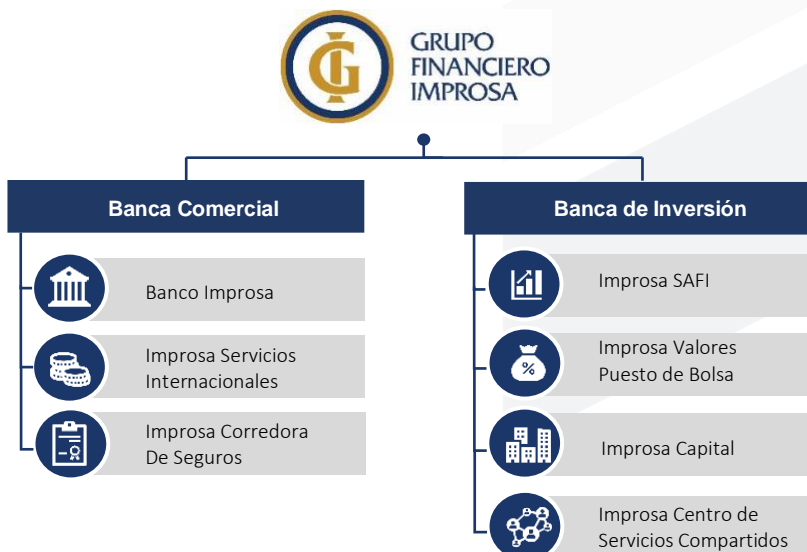 GRUPO
FINANCIERO
IMPROSA
Banca Comercial
Banco Improsa
Improsa Servicios
Internacionales
Improsa Corredora
De Seguros
Banca de Inversión
Improsa SAFI
Improsa Valores
Puesto de Bolsa
%
Improsa Capital
Improsa Centro de
Servicios Compartidos